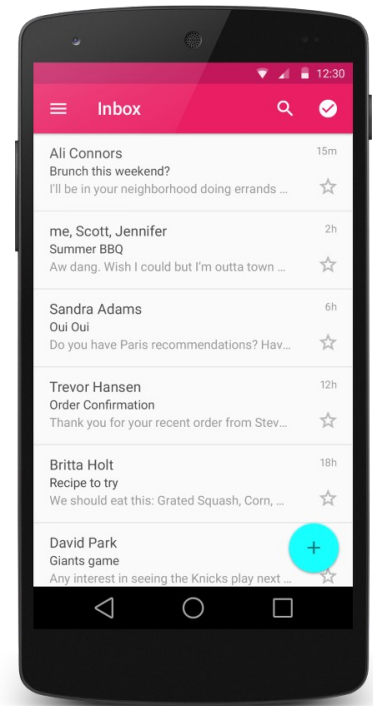 12:30
Inbox
Ali Connors 15m
Brunch this weekend?
I'll be in your neighborhood doing errands ...
me, Scott, Jennifer 2h
Summer BBQ
Aw dang. Wish I could but I'm outta town ...
Sandra Adams 6h
Oui Oui
Do you have Paris recommendations? Hav...
Trevor Hansen 12h
Order Confirmation
Thank you for your recent order from Stev...
Britta Holt 18h
Recipe to try
We should eat this: Grated Squash, Corn, ...
David Park
Giants game
Any interest in seeing the Knicks play next ...